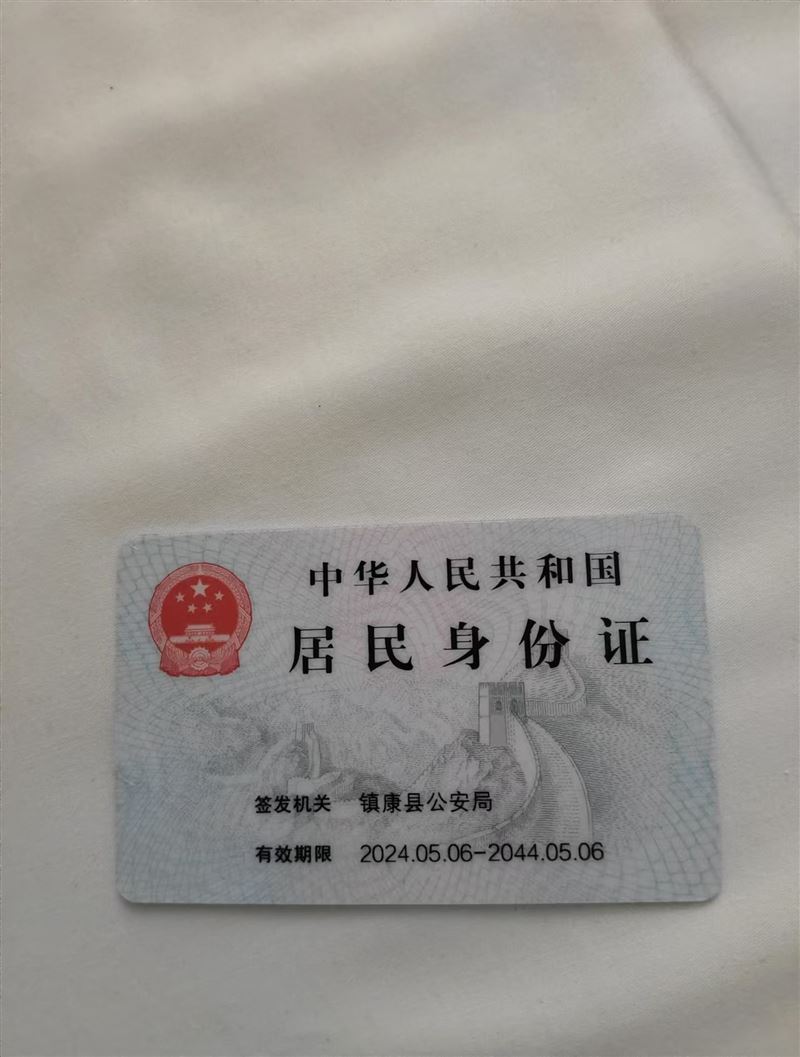 中华人民共和国
居民身份证
签发机关 镇康县公安局
有效期限 2024.05.06-2044.05.06